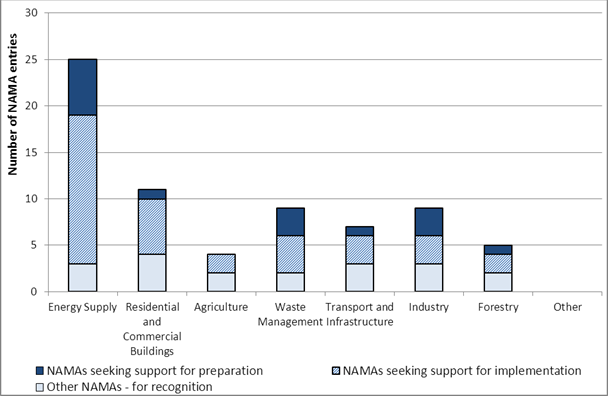 Number of NAMA entries
30
25
20
15
10
5
0
Energy Supply
Residential and Commercial Buildings
Agriculture
Waste Management
Transport and Infrastructure
Industry
Forestry
Other
NAMAs seeking support for preparation
NAMAs seeking support for implementation
Other NAMAs - for recognition